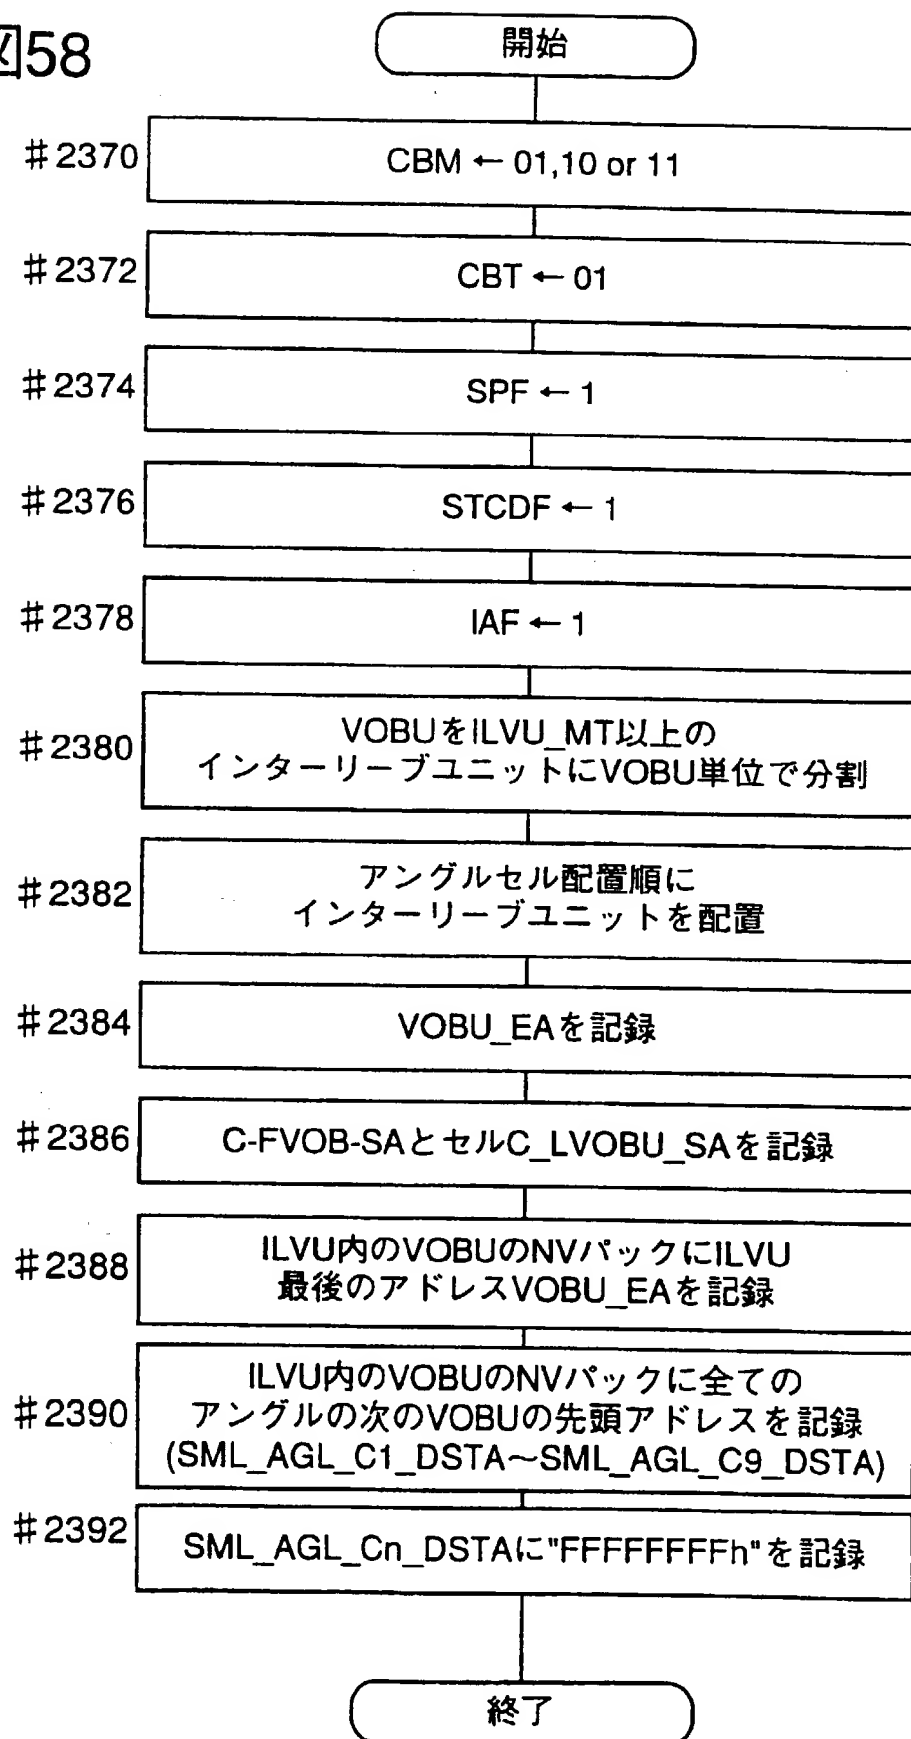 図58
開始
#2370
CBM ← 01,10 or 11
#2372
CBT ← 01
#2374
SPF ← 1
#2376
STCDF ← 1
#2378
IAF ← 1
#2380
VOBUをILVU_MT以上の
インターリーブユニットにVOBU単位で分割
#2382
アングルセル配置順に
インターリーブユニットを配置
#2384
VOBU_EAを記録
#2386
C-FVOB-SAとセルC_LVOBU_SAを記録
#2388
ILVU内のVOBUのNVパックにILVU
最後のアドレスVOBU_EAを記録
#2390
ILVU内のVOBUのNVパックに全ての
アングルの次のVOBUの先頭アドレスを記録
(SML_AGL_C1_DSTA~SML_AGL_C9_DSTA)
#2392
SML_AGL_Cn_DSTAに"FFFFFFFFh"を記録
終了